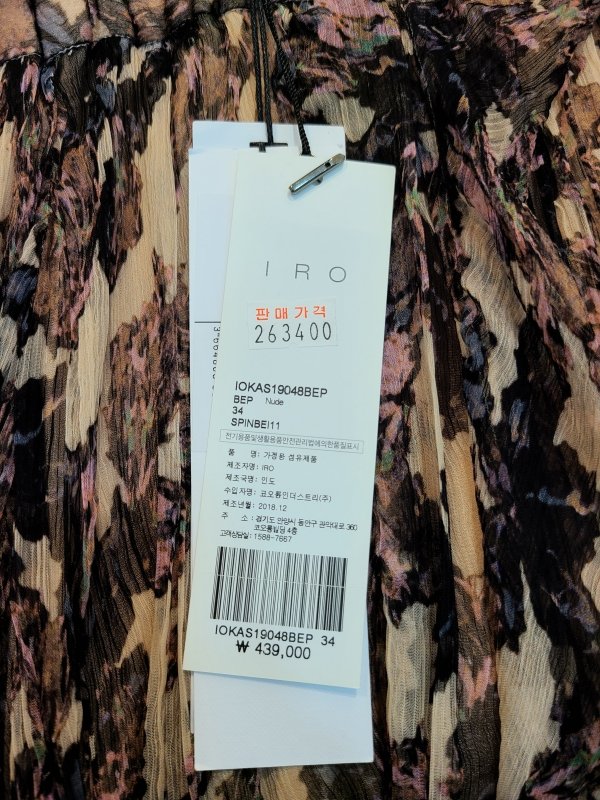 IRO
판매가격
263400
IOKAS19048BEP
BEP Nude
34
SPINBEI11
전기용품및생활용품안전관리법에의한품질표시
품 명: 가정용 섬유제품
제조자명: IRO
제조국명: 인도
수입자명: 코오롱인더스트리(주)
제조년월: 2018.12
주 소: 경기도 안양시 동안구 관악대로 360
코오롱빌딩 4층
고객상담실: 1588-7667
IOKAS19048BEP 34
₩ 439,000